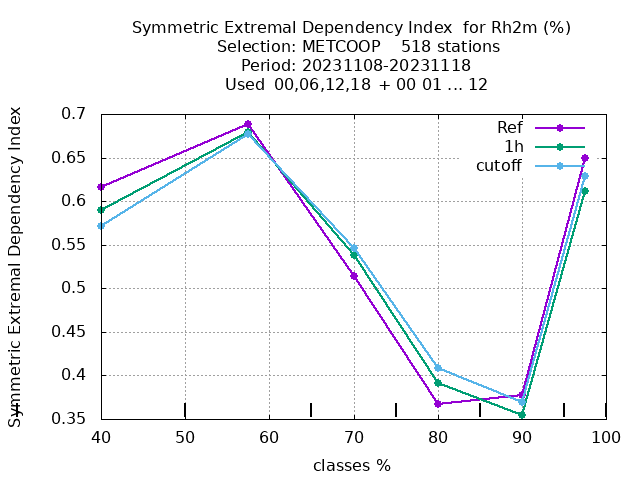 Symmetric Extremal Dependency Index  for Rh2m (%)
Selection: METCOOP    518 stations
Period: 20231108-20231118
Used  00,06,12,18 + 00 01 ... 12
Symmetric Extremal Dependency Index
0.7
0.65
0.6
0.55
0.5
0.45
0.4
0.35
Ref
1h
cutoff
40 50 60 70 80 90 100
classes %